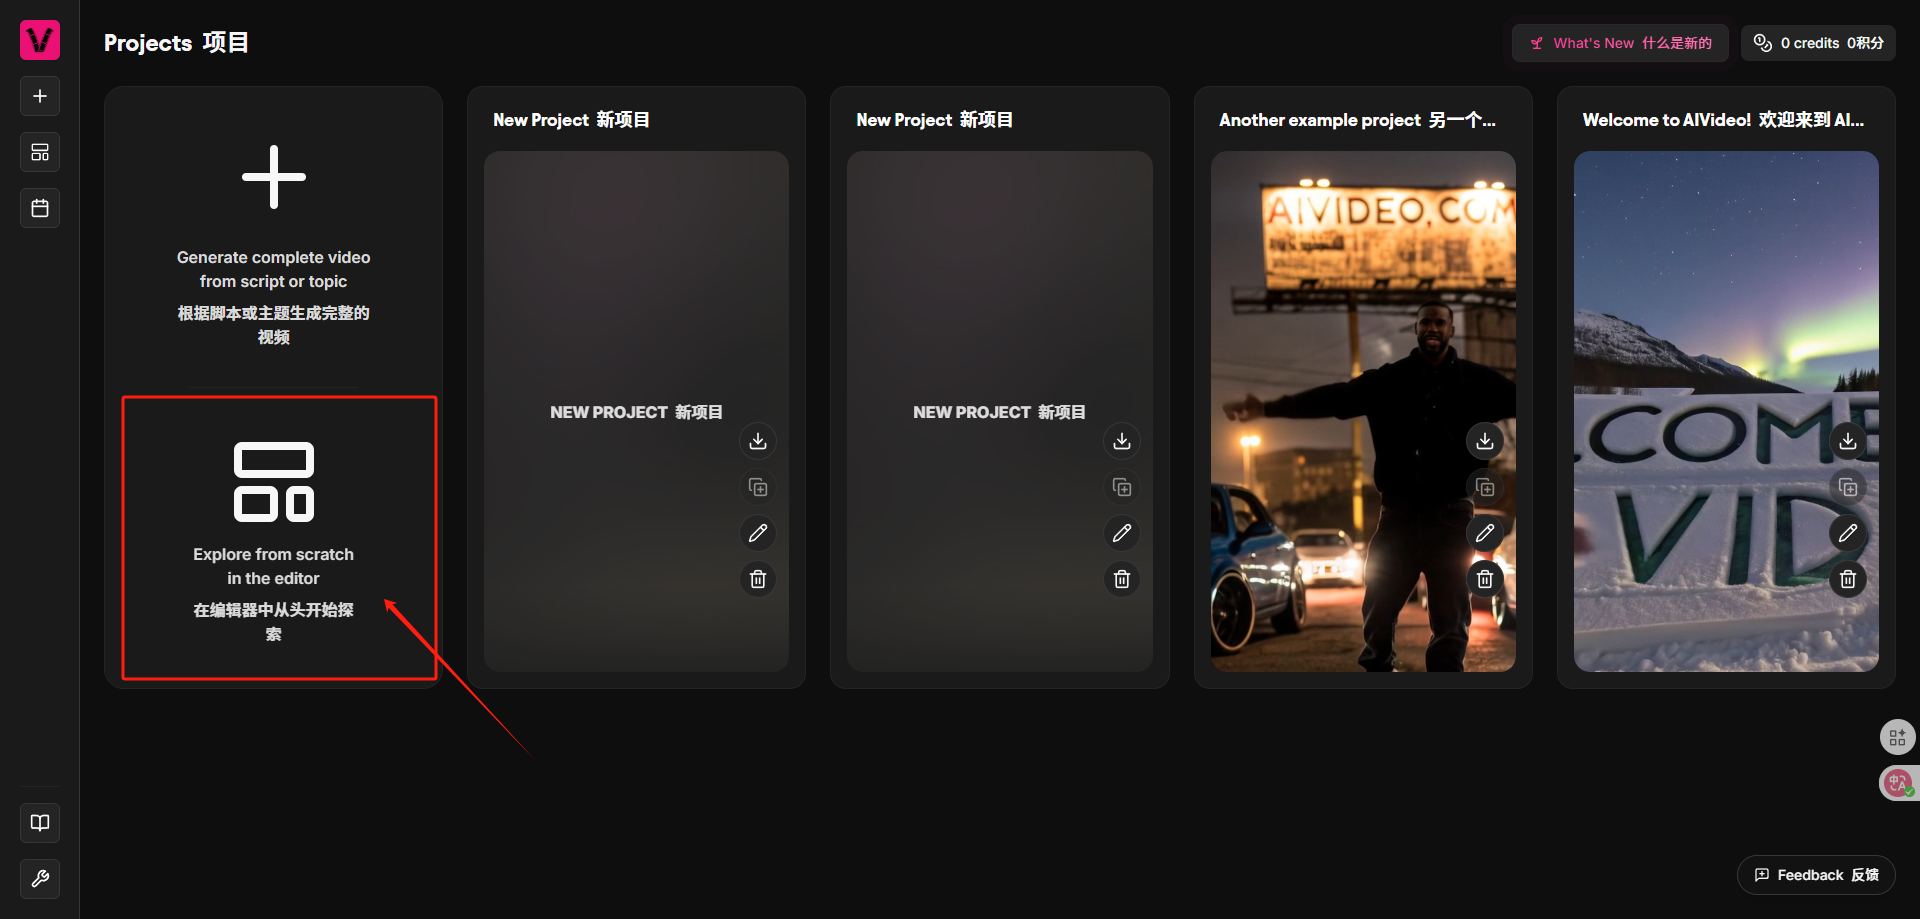 Projects 项目
What's New 什么是新的
0 credits 0积分
Generate complete video
from script or topic
根据脚本或主题生成完整的
视频
Explore from scratch
in the editor
在编辑器中从头开始探
索
New Project 新项目
NEW PROJECT 新项目
New Project 新项目
NEW PROJECT 新项目
Another example project 另一个...
AIVIDEO,COM
Welcome to AIVideo! 欢迎来到 AI...
COME
VID
Feedback 反馈